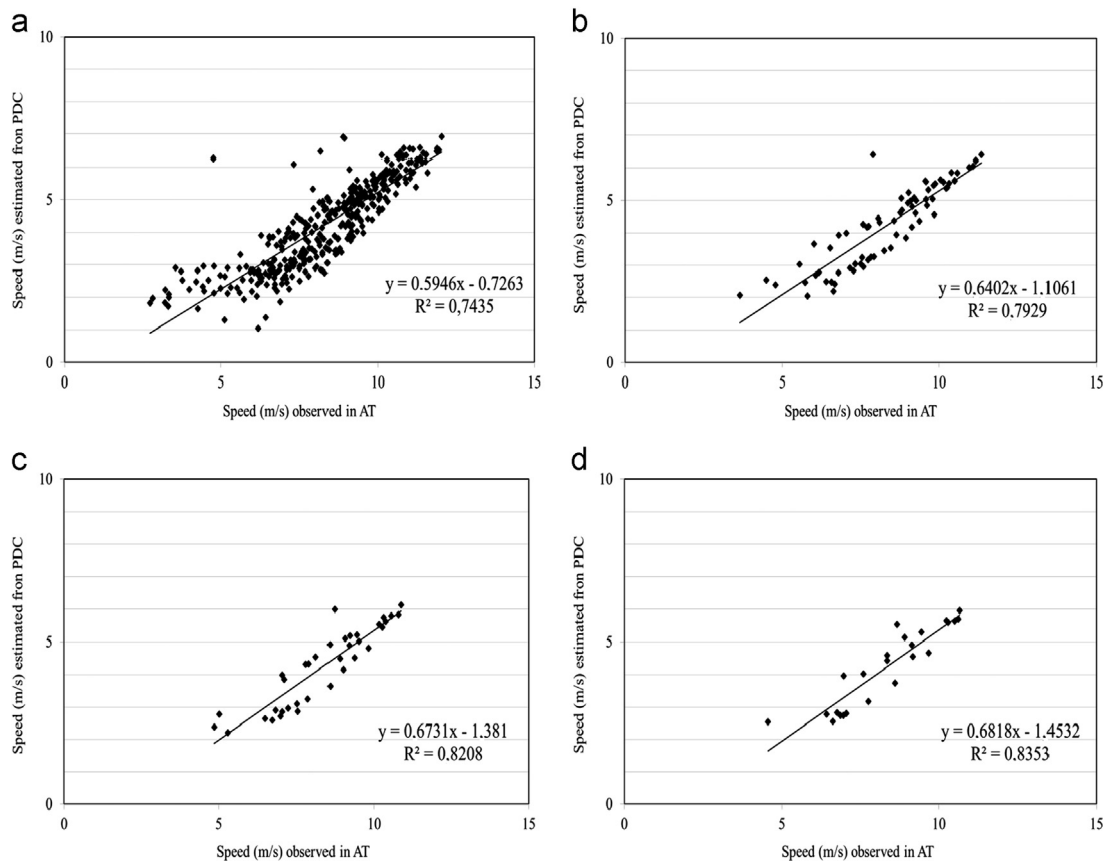 a
10
5
0
0
5
10
15
Speed (m/s) estimated fron PDC
Speed (m/s) observed in AT
y = 0.5946x - 0.7263
R² = 0,7435
b
10
5
0
0
5
10
15
Speed (m/s) estimated fron PDC
Speed (m/s) observed in AT
y = 0.6402x - 1.1061
R² = 0.7929
c
10
5
0
0
5
10
15
Speed (m/s) estimated fron PDC
Speed (m/s) observed in AT
y = 0.6731x - 1.381
R² = 0,8208
d
10
5
0
0
5
10
15
Speed (m/s) estimated fron PDC
Speed (m/s) observed in AT
y = 0.6818x - 1.4532
R² = 0.8353